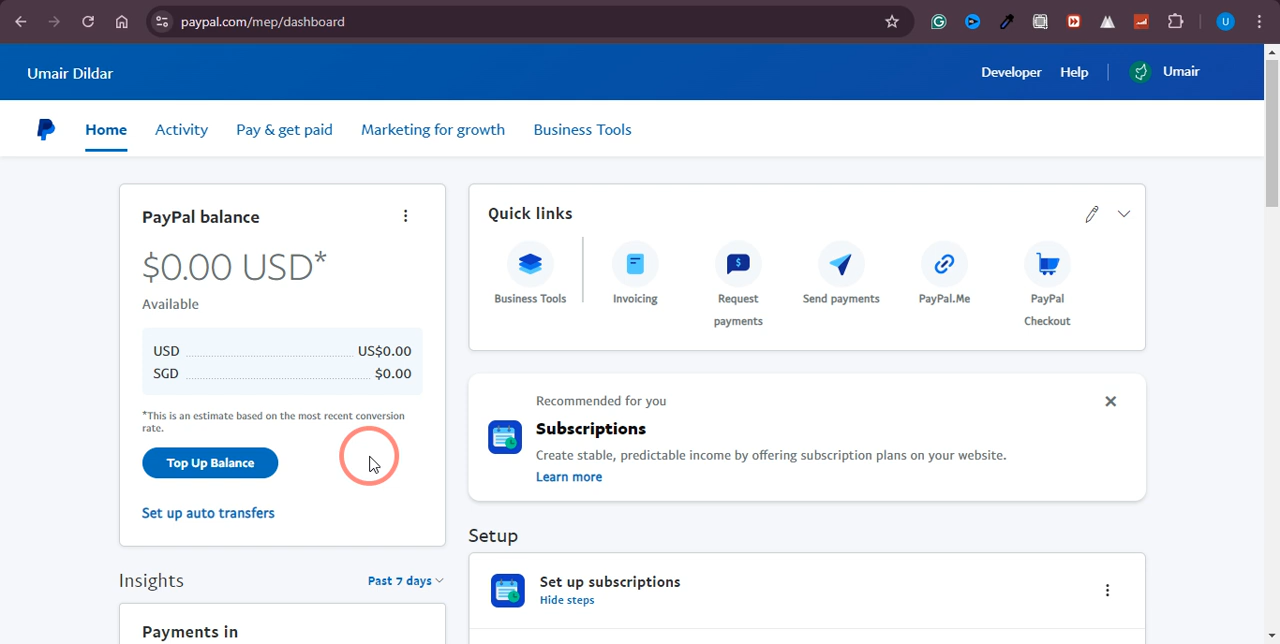 paypal.com/mep/dashboard
U
Umair Dildar
Developer
Help
Umair
Home
Activity
Pay & get paid
Marketing for growth
Business Tools
PayPal balance
$0.00 USD*
Available
USD US$0.00
SGD $0.00
*This is an estimate based on the most recent conversion
rate.
Top Up Balance
Set up auto transfers
Insights
Past 7 days
Payments in
Quick links
Business Tools
Invoicing
Request
payments
Send payments
PayPal.Me
PayPal
Checkout
Recommended for you
Subscriptions
Create stable, predictable income by offering subscription plans on your website.
Learn more
Setup
Set up subscriptions
Hide steps